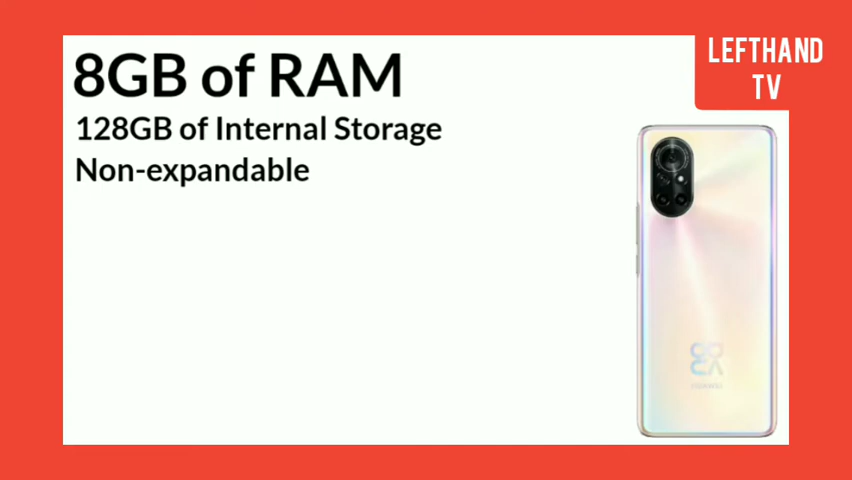 8GB of RAM
128GB of Internal Storage
Non-expandable
LEFTHAND
TV